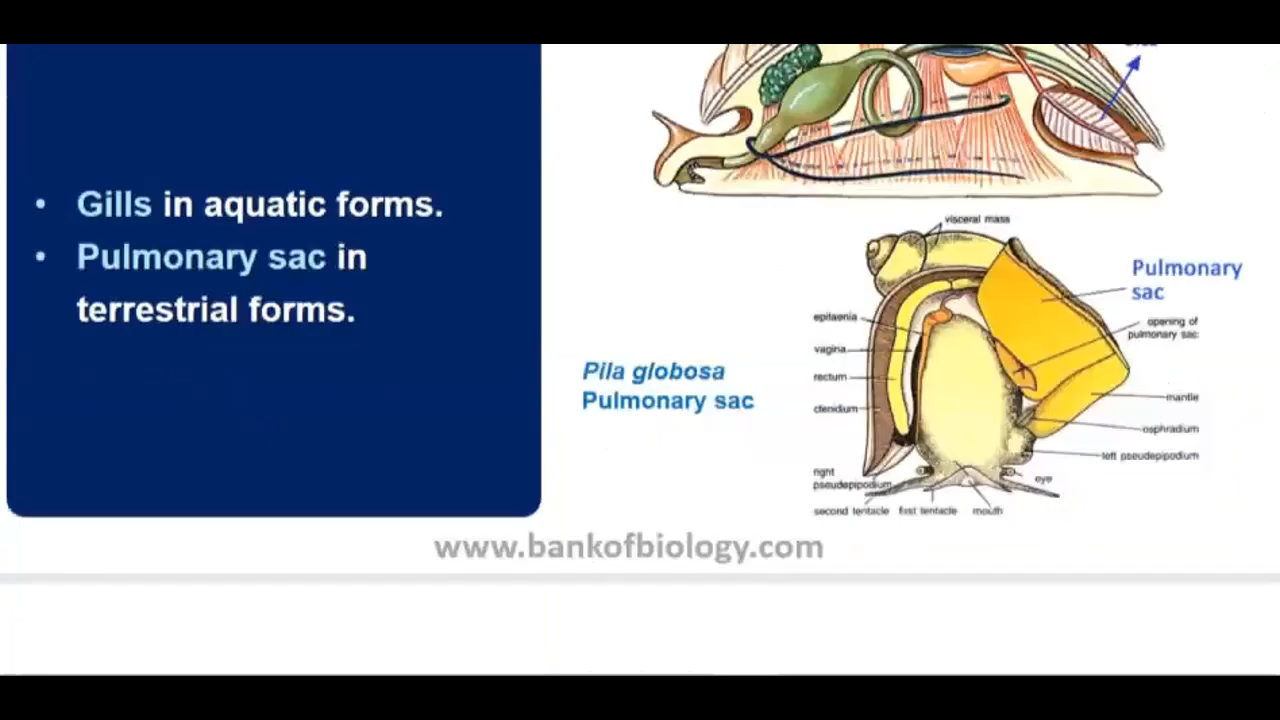 • Gills in aquatic forms.
• Pulmonary sac in
terrestrial forms.
visceral mass
Pulmonary
sac
opening of
pulmonary sac
epitaenia
vagina
rectum
ctenidium
Pila globosa
Pulmonary sac
mantle
osphradium
left pseudepipodium
right
pseudepipodium
eye
second tentacle
first tentacle
mouth
www.bankofbiology.com